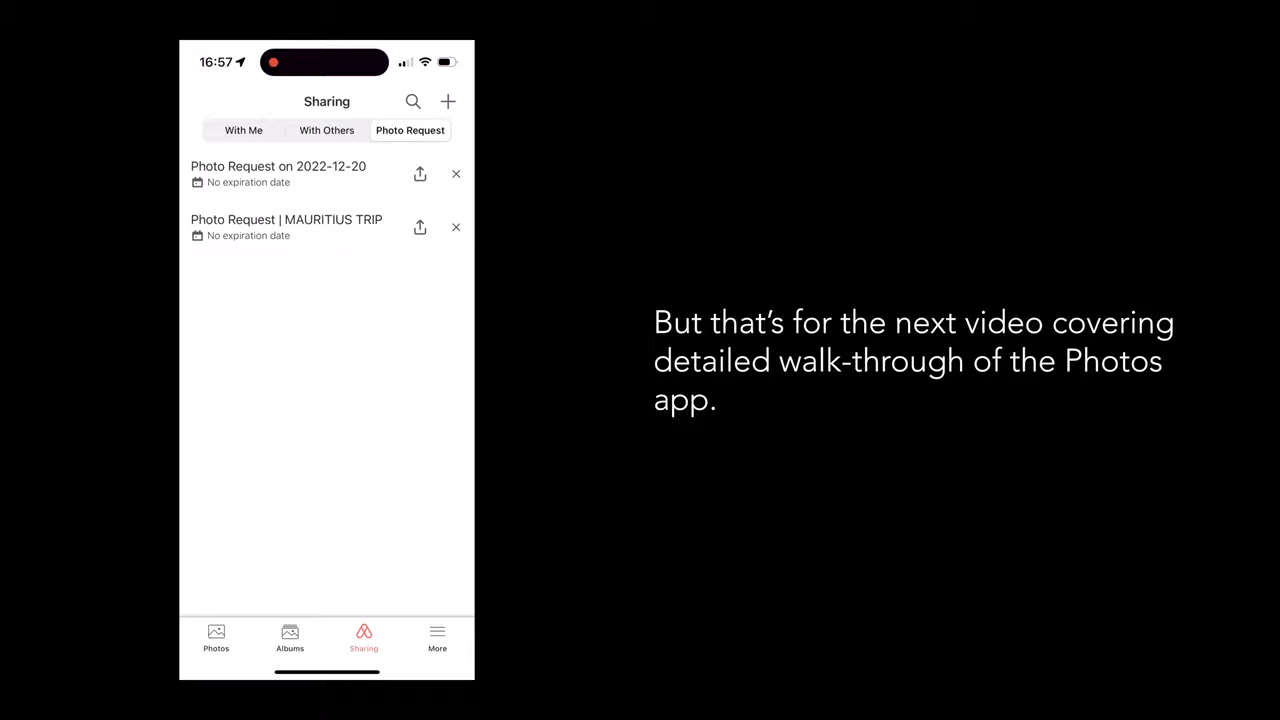 16:57
Sharing
With Me
With Others
Photo Request
Photo Request on 2022-12-20
No expiration date
Photo Request | MAURITIUS TRIP
No expiration date
But that’s for the next video covering
detailed walk-through of the Photos
app.
Photos
Albums
Sharing
More